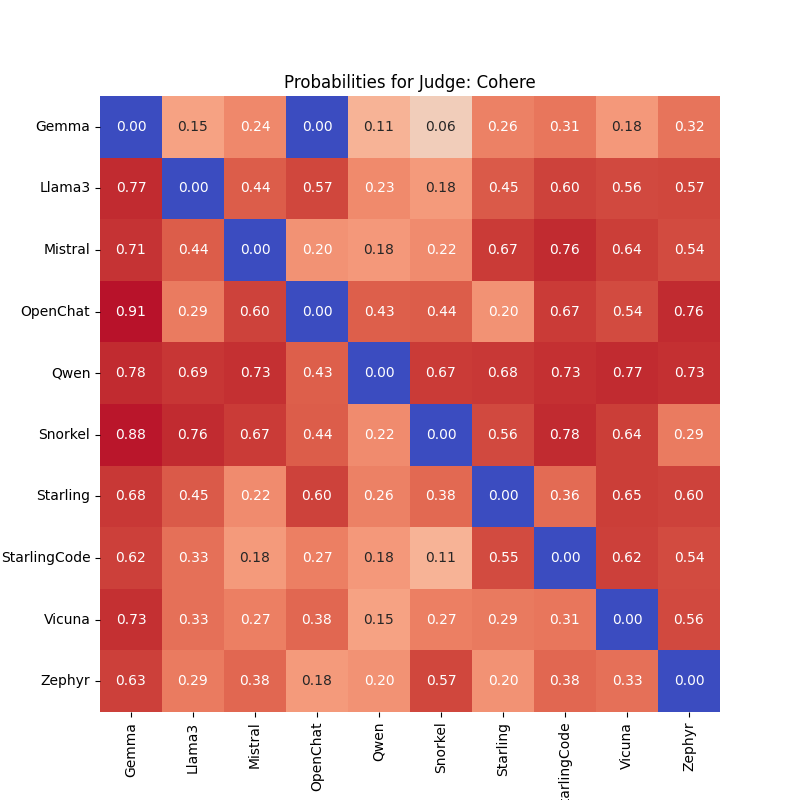 Probabilities for Judge: Cohere
Gemma 0.00 0.15 0.24 0.00 0.11 0.06 0.26 0.31 0.18 0.32
Llama3 0.77 0.00 0.44 0.57 0.23 0.18 0.45 0.60 0.56 0.57
Mistral 0.71 0.44 0.00 0.20 0.18 0.22 0.67 0.76 0.64 0.54
OpenChat 0.91 0.29 0.60 0.00 0.43 0.44 0.20 0.67 0.54 0.76
Qwen 0.78 0.69 0.73 0.43 0.00 0.67 0.68 0.73 0.77 0.73
Snorkel 0.88 0.76 0.67 0.44 0.22 0.00 0.56 0.78 0.64 0.29
Starling 0.68 0.45 0.22 0.60 0.26 0.38 0.00 0.36 0.65 0.60
StarlingCode 0.62 0.33 0.18 0.27 0.18 0.11 0.55 0.00 0.62 0.54
Vicuna 0.73 0.33 0.27 0.38 0.15 0.27 0.29 0.31 0.00 0.56
Zephyr 0.63 0.29 0.38 0.18 0.20 0.57 0.20 0.38 0.33 0.00
Gemma
Llama3
Mistral
OpenChat
Qwen
Snorkel
Starling
arlingCode
Vicuna
Zephyr